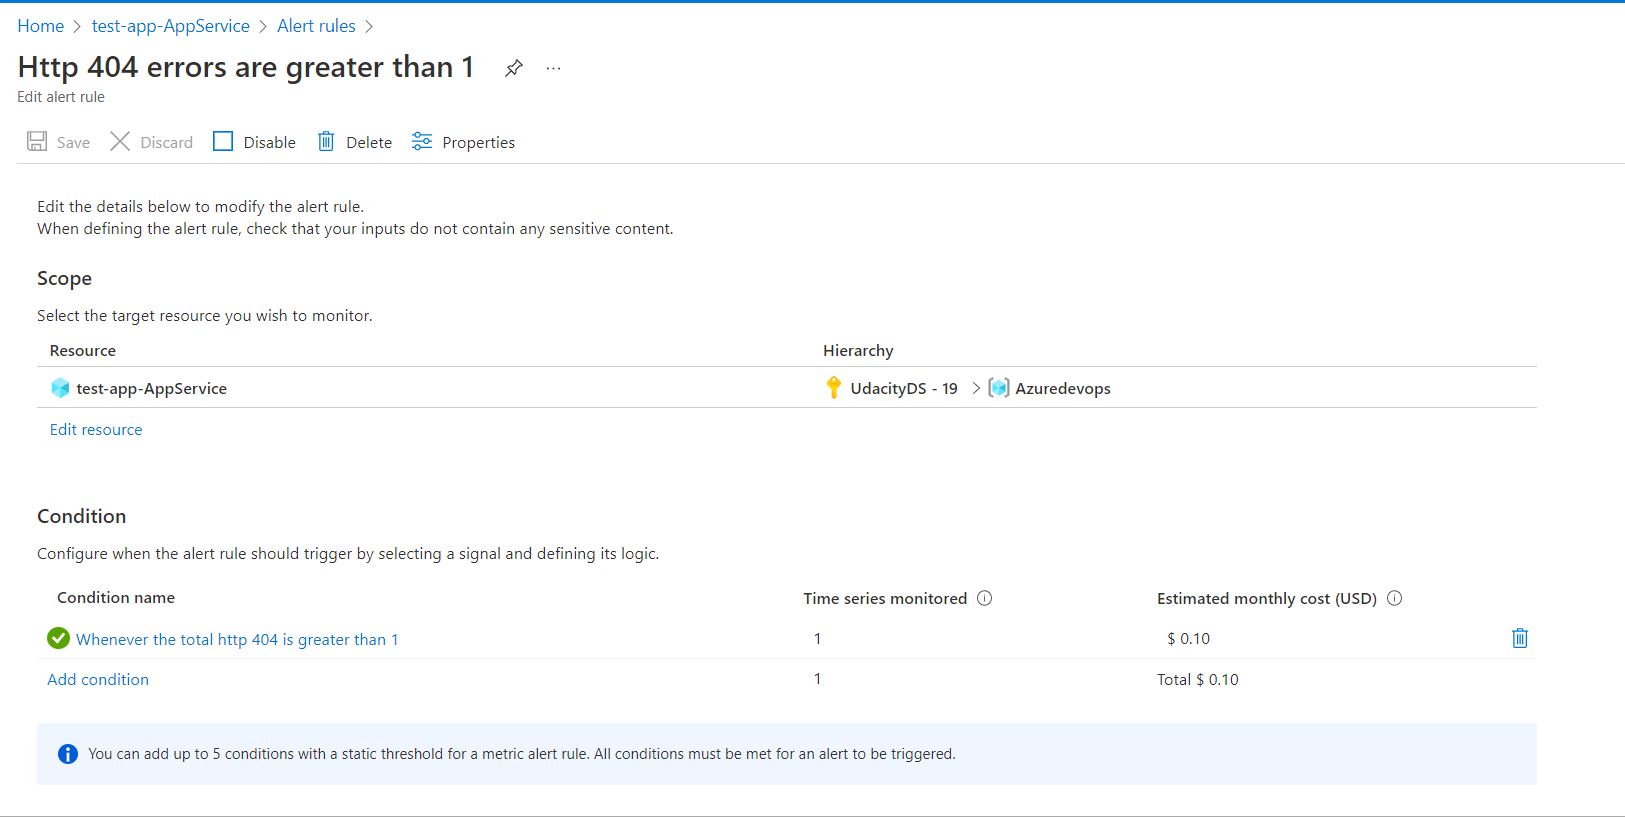 Home > test-app-AppService > Alert rules >
Http 404 errors are greater than 1 ...
Edit alert rule
Save Discard Disable Delete Properties
Edit the details below to modify the alert rule.
When defining the alert rule, check that your inputs do not contain any sensitive content.
Scope
Select the target resource you wish to monitor.
Resource Hierarchy
test-app-AppService UdacityDS - 19 > Azuredevops
Edit resource
Condition
Configure when the alert rule should trigger by selecting a signal and defining its logic.
Condition name Time series monitored Estimated monthly cost (USD)
Whenever the total http 404 is greater than 1 1 $ 0.10
Add condition 1 Total $ 0.10
You can add up to 5 conditions with a static threshold for a metric alert rule. All conditions must be met for an alert to be triggered.